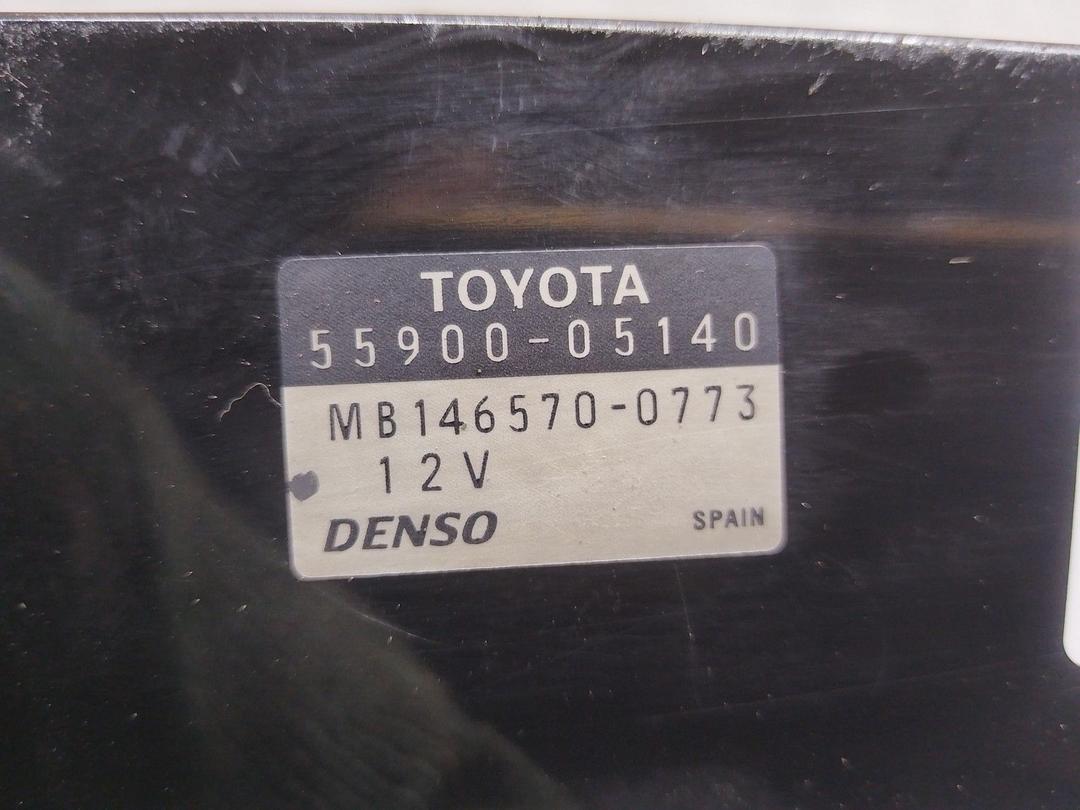 TOYOTA
55900-05140
MB146570-0773
12V
DENSO
SPAIN